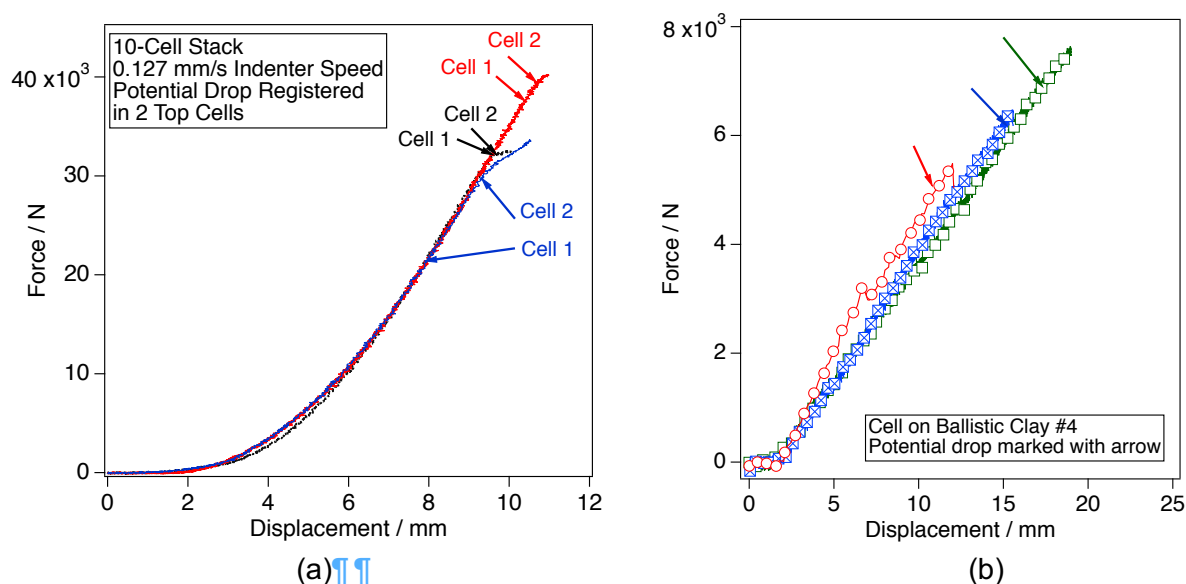 10-Cell Stack
0.127 mm/s Indenter Speed
Potential Drop Registered
in 2 Top Cells
Cell 2
Cell 1
Cell 2
Cell 1
Cell 2
Cell 1
40 x10³
30
20
10
0
Force / N
0 2 4 6 8 10 12
Displacement / mm
(a)¶¶
8 x10³
6
4
2
0
Force / N
Cell on Ballistic Clay #4
Potential drop marked with arrow
0 5 10 15 20 25
Displacement / mm
(b)